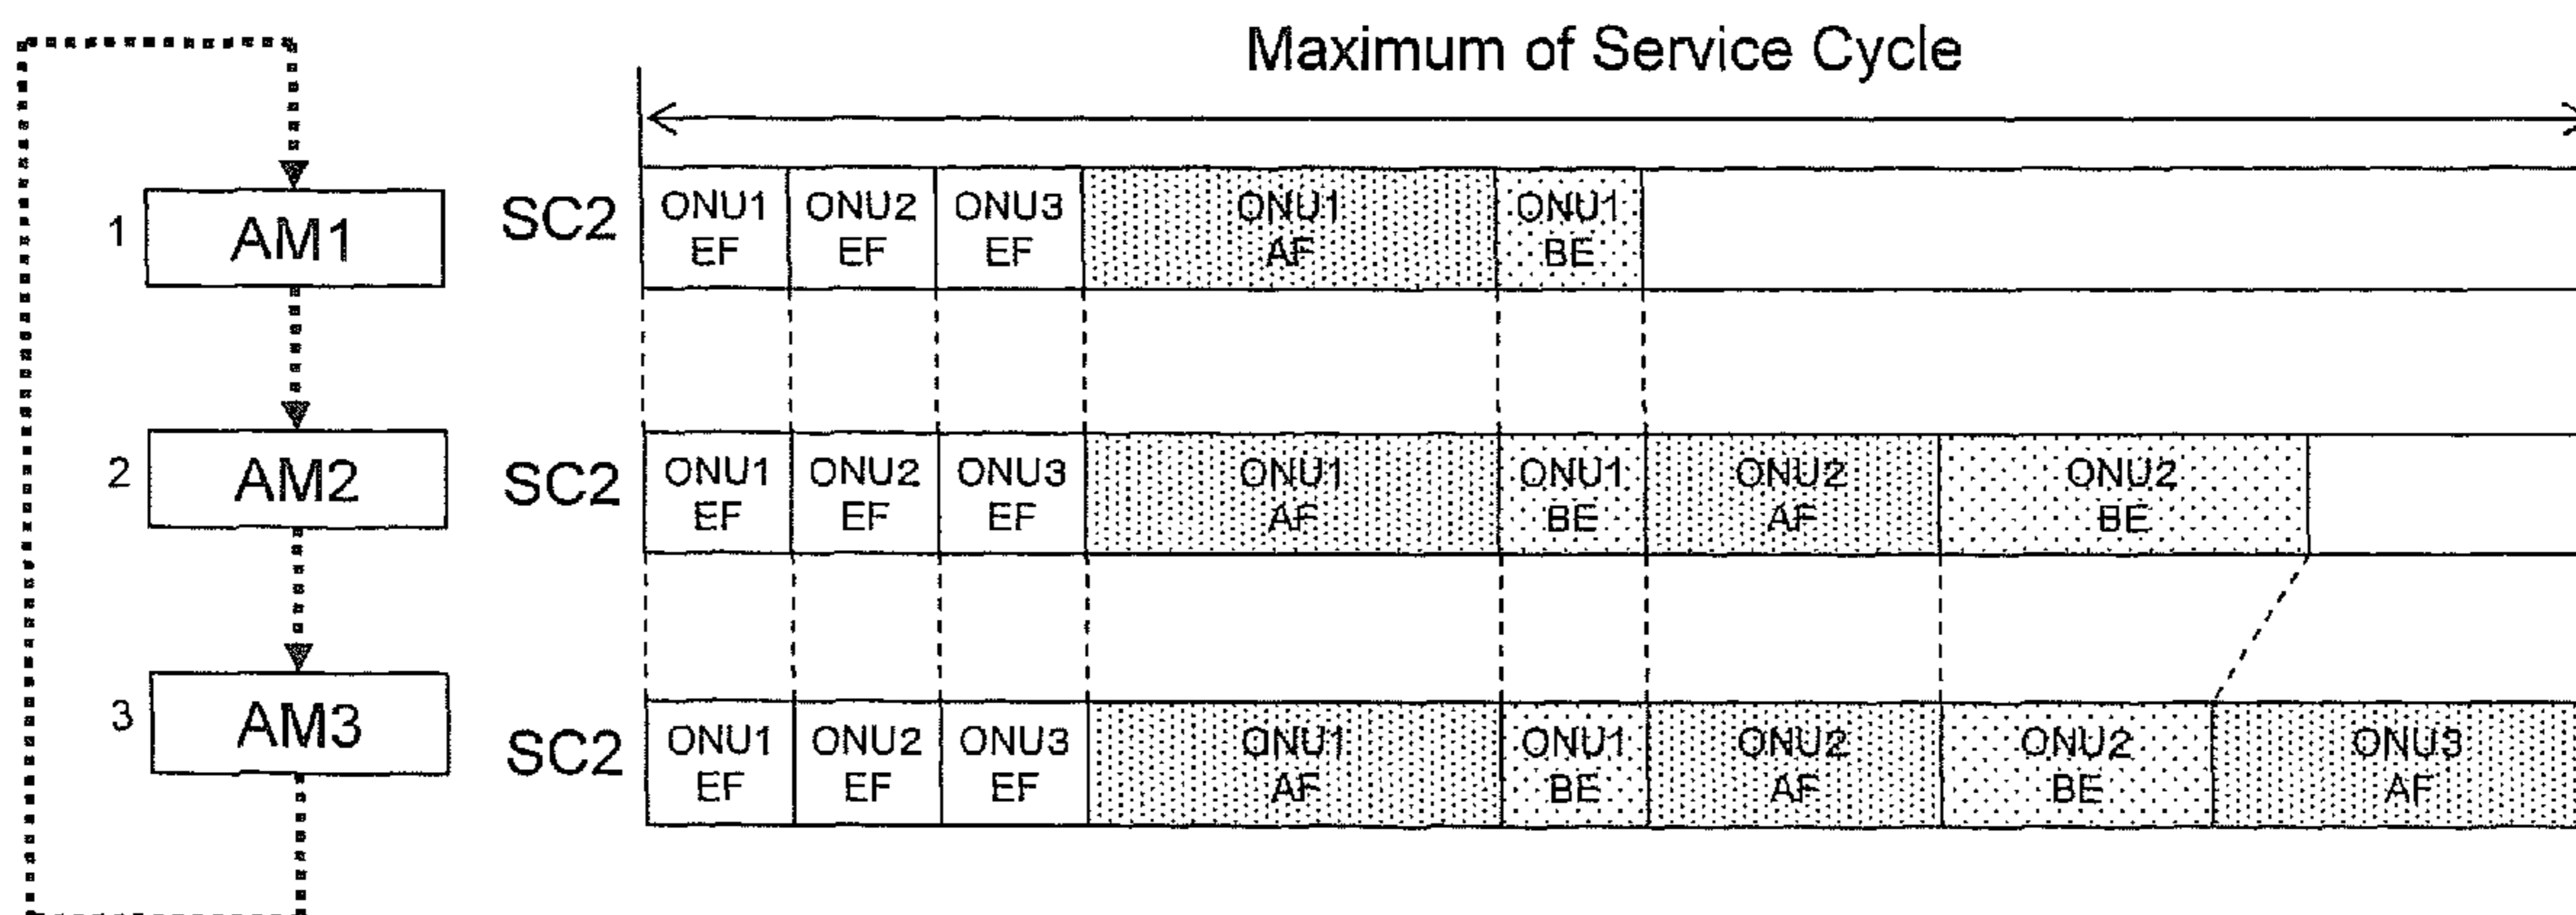 Maximum of Service Cycle
1
AM1
SC2
ONU1
EF
ONU2
EF
ONU3
EF
ONU1
AF
ONU1
BE
2
AM2
SC2
ONU1
EF
ONU2
EF
ONU3
EF
ONU1
AF
ONU1
BE
ONU2
AF
ONU2
BE
3
AM3
SC2
ONU1
EF
ONU2
EF
ONU3
EF
ONU1
AF
ONU1
BE
ONU2
AF
ONU2
BE
ONU3
AF